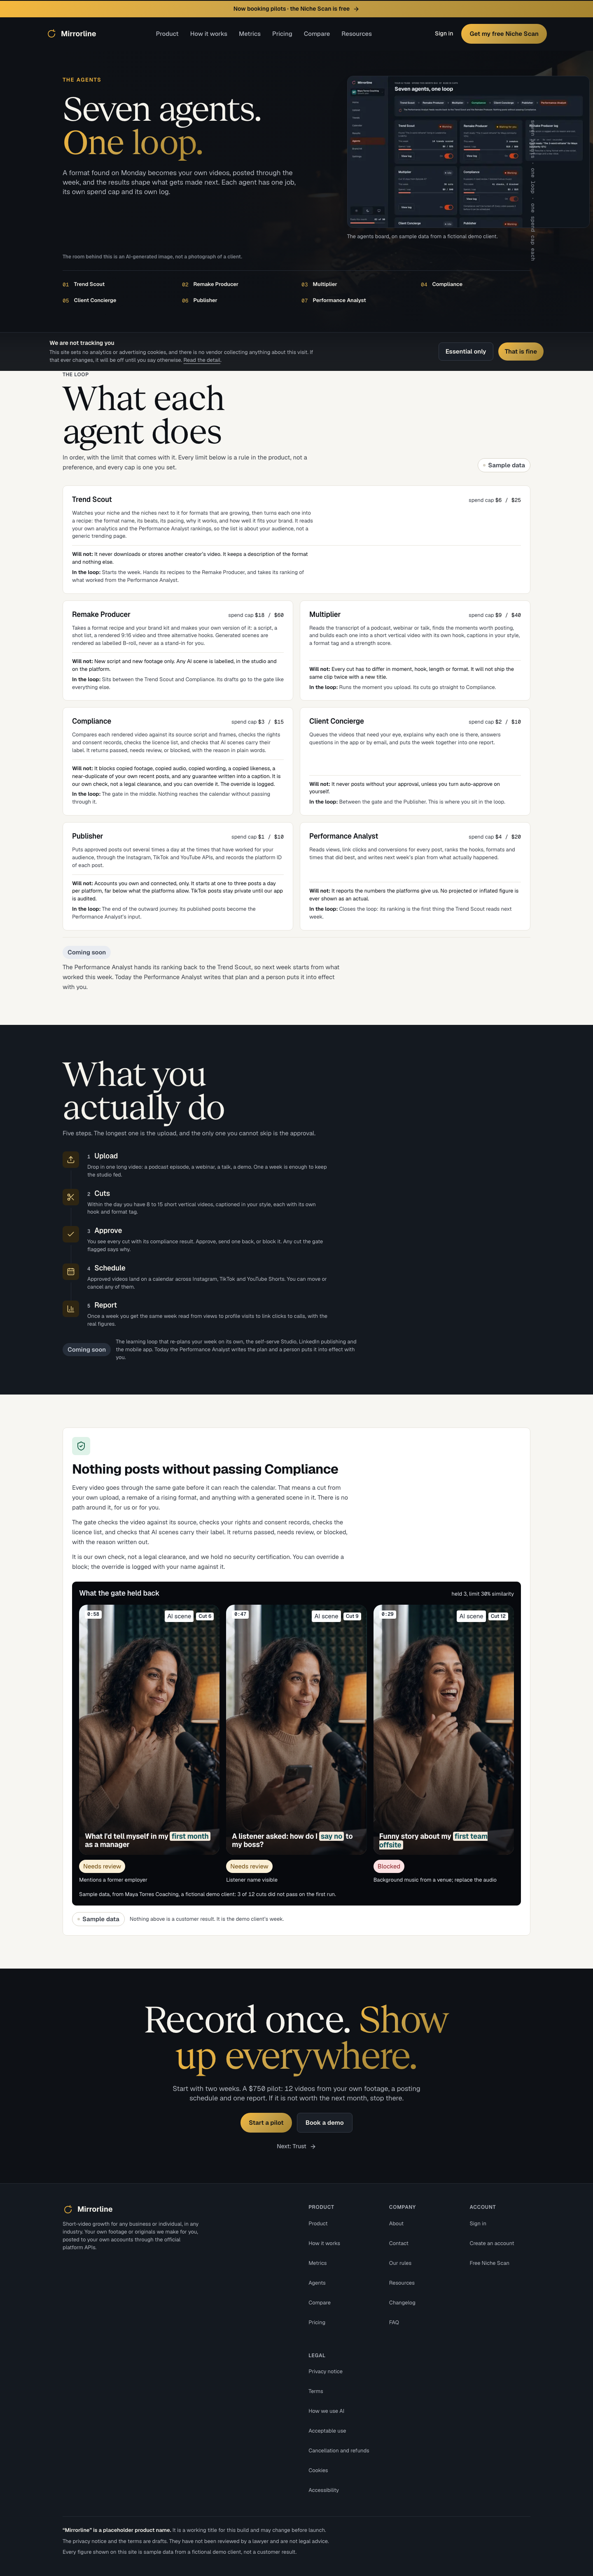 Now booking pilots · the Niche Scan is free →
Mirrorline
Product
How it works
Metrics
Pricing
Compare
Resources
Sign in
Get my free Niche Scan
THE AGENTS
Seven agents.
One loop.
A format found on Monday becomes your own videos, posted through the
week, and the results shape what gets made next. Each agent has one job,
its own spend cap and its own log.
Mirrorline
Seven agents, one loop
The agents board, on sample data from a fictional demo client.
one loop
one spend cap each
The room behind this is an AI-generated image, not a photograph of a client.
01 Trend Scout
02 Remake Producer
03 Multiplier
04 Compliance
05 Client Concierge
06 Publisher
07 Performance Analyst
We are not tracking you
This site sets no analytics or advertising cookies, and there is no vendor collecting anything about this visit. If
that ever changes, it will be off until you say otherwise. Read the detail.
Essential only
That is fine
THE LOOP
What each
agent does
In order, with the limit that comes with it. Every limit below is a rule in the product, not a
preference, and every cap is one you set.
Sample data
Trend Scout
spend cap $6 / $25
Watches your niche and the niches next to it for formats that are growing, then turns each one into
a recipe: the format name, its beats, its pacing, why it works, and how well it fits your brand. It reads
your own analytics and the Performance Analyst rankings, so the list is about your audience, not a
generic trending page.
Will not: It never downloads or stores another creator's video. It keeps a description of the format
and nothing else.
In the loop: Starts the week. Hands its recipes to the Remake Producer, and takes its ranking of
what worked from the Performance Analyst.
Remake Producer
spend cap $18 / $60
Takes a format recipe and your brand kit and makes your own version of it: a script, a
shot list, a rendered 9:16 video and three alternative hooks. Generated scenes are
rendered as labelled B-roll, never as a stand-in for you.
Will not: New script and new footage only. Any AI scene is labelled, in the studio and
on the platform.
In the loop: Sits between the Trend Scout and Compliance. Its drafts go to the gate like
everything else.
Multiplier
spend cap $9 / $40
Reads the transcript of a podcast, webinar or talk, finds the moments worth posting,
and builds each one into a short vertical video with its own hook, captions in your style,
a format tag and a strength score.
Will not: Every cut has to differ in moment, hook, length or format. It will not ship the
same clip twice with a new title.
In the loop: Runs the moment you upload. Its cuts go straight to Compliance.
Compliance
spend cap $3 / $15
Compares each rendered video against its source script and frames, checks the rights
and consent records, checks the licence list, and checks that AI scenes carry their
label. It returns passed, needs review, or blocked, with the reason in plain words.
Will not: It blocks copied footage, copied audio, copied wording, a copied likeness, a
near-duplicate of your own recent posts, and any guarantee written into a caption. It is
our own check, not a legal clearance, and you can override it. The override is logged.
In the loop: The gate in the middle. Nothing reaches the calendar without passing
through it.
Client Concierge
spend cap $2 / $10
Queues the videos that need your eye, explains why each one is there, answers
questions in the app or by email, and puts the week together into one report.
Will not: It never posts without your approval, unless you turn auto-approve on
yourself.
In the loop: Between the gate and the Publisher. This is where you sit in the loop.
Publisher
spend cap $1 / $10
Puts approved posts out several times a day at the times that have worked for your
audience, through the Instagram, TikTok and YouTube APIs, and records the platform ID
of each post.
Will not: Accounts you own and connected, only. It starts at one to three posts a day
per platform, far below what the platforms allow. TikTok posts stay private until our app
is audited.
In the loop: The end of the outward journey. Its published posts become the
Performance Analyst's input.
Performance Analyst
spend cap $4 / $20
Reads views, link clicks and conversions for every post, ranks the hooks, formats and
times that did best, and writes next week's plan from what actually happened.
Will not: It reports the numbers the platforms give us. No projected or inflated figure is
ever shown as an actual.
In the loop: Closes the loop: its ranking is the first thing the Trend Scout reads next
week.
Coming soon
The Performance Analyst hands its ranking back to the Trend Scout, so next week starts from what
worked this week. Today the Performance Analyst writes that plan and a person puts it into effect
with you.
What you
actually do
Five steps. The longest one is the upload, and the only one you cannot skip is the approval.
1 Upload
Drop in one long video: a podcast episode, a webinar, a talk, a demo. One a week is enough to keep
the studio fed.
2 Cuts
Within the day you have 8 to 15 short verticals, captioned in your style, each with its own
hook and format tag.
3 Approve
You see every cut with its compliance result. Approve, send one back, or block it. Any cut the gate
flagged says why.
4 Schedule
Approved videos land on a calendar across Instagram, TikTok and YouTube Shorts. You can move or
cancel any of them.
5 Report
Once a week you get the same week read from views to profile visits to link clicks to calls, with the
real figures.
Coming soon
The learning loop that re-plans your week on its own, the self-serve Studio, LinkedIn publishing and
the mobile app. Today the Performance Analyst writes the plan and a person puts it into effect with
you.
Nothing posts without passing Compliance
Every video goes through the same gate before it can reach the calendar. That means a cut from
your own upload, a remake of a rising format, and anything with a generated scene in it. There is no
path around it, for us or for you.
The gate checks the video against its source, checks your rights and consent records, checks the
licence list, and checks that AI scenes carry their label. It returns passed, needs review, or blocked,
with the reason written out.
It is our own check, not a legal clearance, and we hold no security certification. You can override a
block; the override is logged with your name against it.
What the gate held back
held 3, limit 30% similarity
0:58
AI scene
Cut 6
What I'd tell myself in my first month
as a manager
0:47
AI scene
Cut 9
A listener asked: how do I say no to
my boss?
0:29
AI scene
Cut 12
Funny story about my first team
offsite
Needs review
Mentions a former employer
Needs review
Listener name visible
Blocked
Background music from a venue; replace the audio
Sample data, from Maya Torres Coaching, a fictional demo client: 3 of 12 cuts did not pass on the first run.
Sample data
Nothing above is a customer result. It is the demo client's week.
Record once. Show
up everywhere.
Start with two weeks. A $750 pilot: 12 videos from your own footage, a posting
schedule and one report. If it is not worth the next month, stop there.
Start a pilot
Book a demo
Next: Trust →
Mirrorline
Short-video growth for any business or individual, in any
industry. Your own footage or originals we make for you,
posted to your own accounts through the official
platform APIs.
PRODUCT
Product
How it works
Metrics
Agents
Compare
Pricing
COMPANY
About
Contact
Our rules
Resources
Changelog
FAQ
ACCOUNT
Sign in
Create an account
Free Niche Scan
LEGAL
Privacy notice
Terms
How we use AI
Acceptable use
Cancellation and refunds
Cookies
Accessibility
"Mirrorline" is a placeholder product name. It is a working title for this build and may change before launch.
The privacy notice and the terms are drafts. They have not been reviewed by a lawyer and are not legal advice.
Every figure shown on this site is sample data from a fictional demo client, not a customer result.